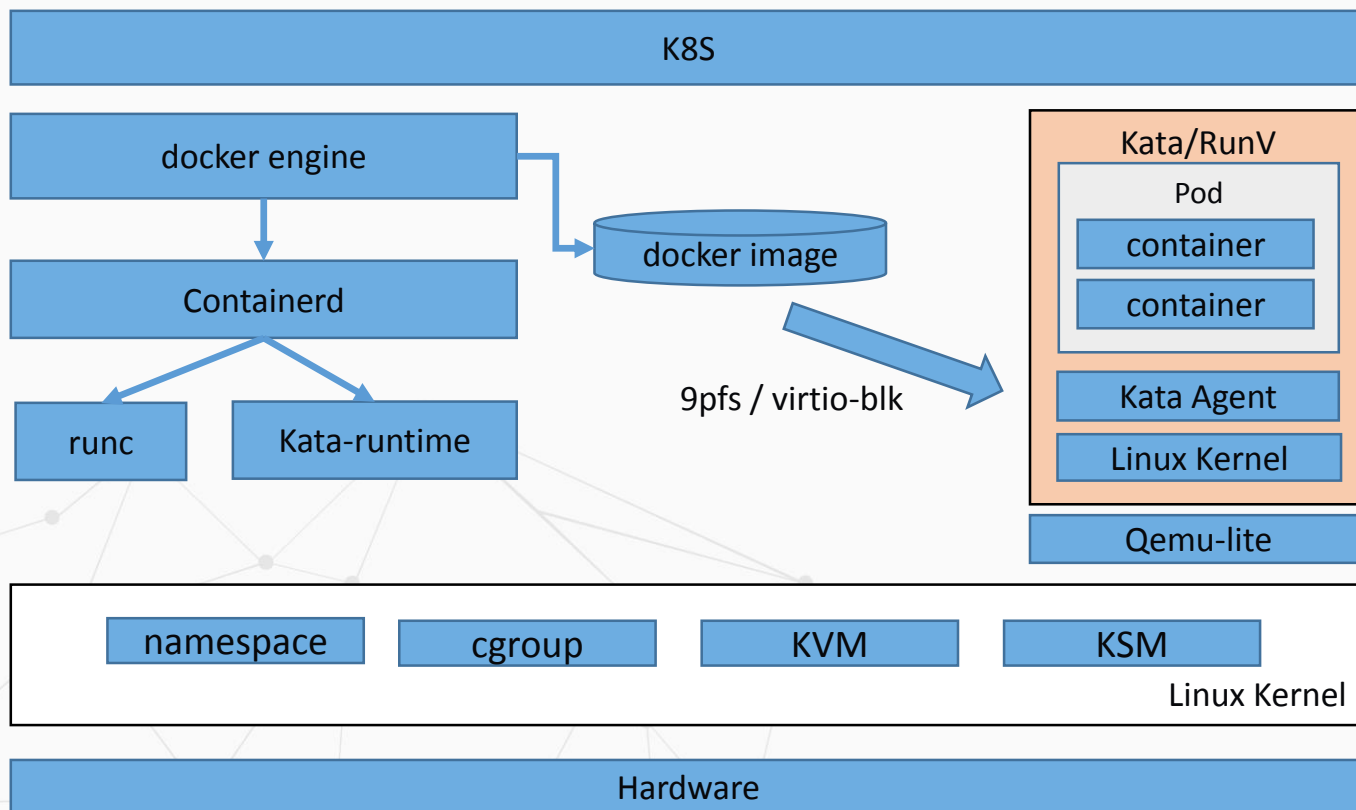 K8S
docker engine
docker image
Containerd
runc
Kata-runtime
9pfs / virtio-blk
Kata/RunV
Pod
container
container
Kata Agent
Linux Kernel
Qemu-lite
namespace
cgroup
KVM
KSM
Linux Kernel
Hardware